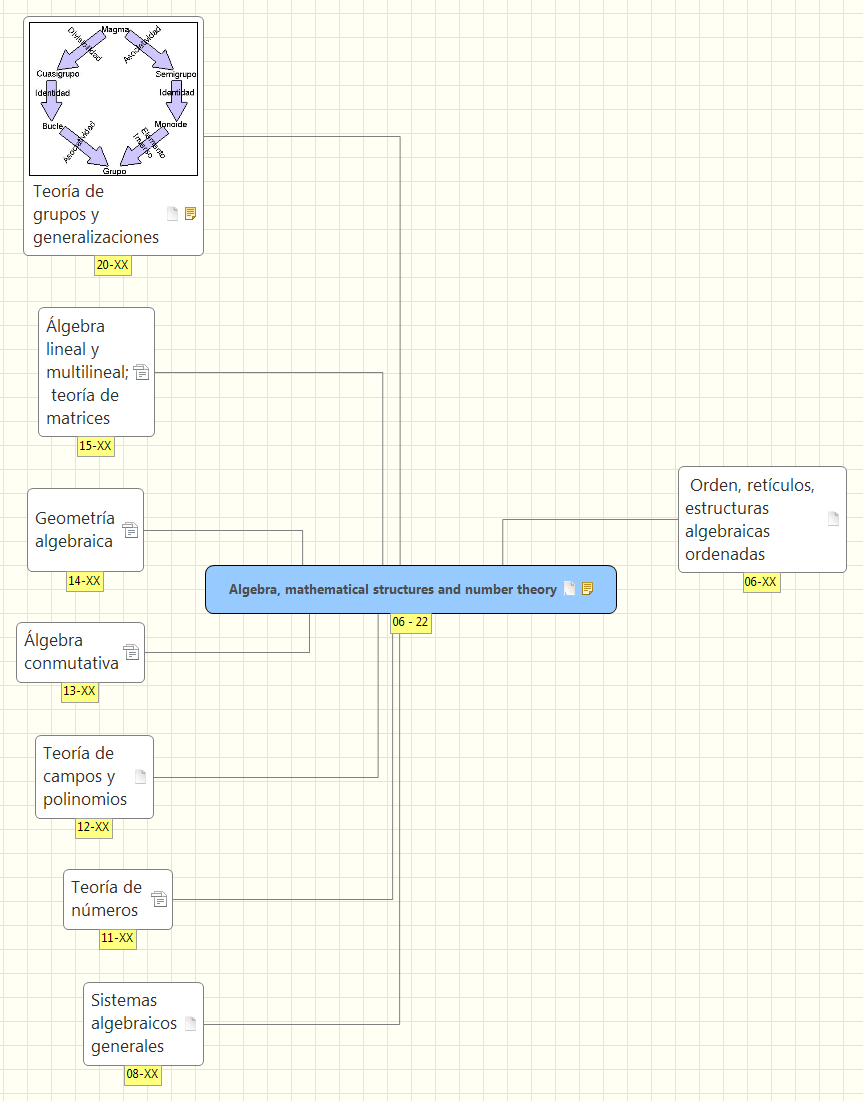 Magma
Divisibilidad
Asociatividad
Cuasigrupo
Semigrupo
Identidad
Identidad
Bucle
Monoide
Asociatividad
Elemento
Inverso
Grupo
Teoría de
grupos y
generalizaciones
20-XX
Álgebra
lineal y
multilineal;
teoría de
matrices
15-XX
Geometría
algebraica
14-XX
Álgebra
conmutativa
13-XX
Teoría de
campos y
polinomios
12-XX
Teoría de
números
11-XX
Sistemas
algebraicos
generales
08-XX
Algebra, mathematical structures and number theory
06 - 22
Orden, retículos,
estructuras
algebraicas
ordenadas
06-XX